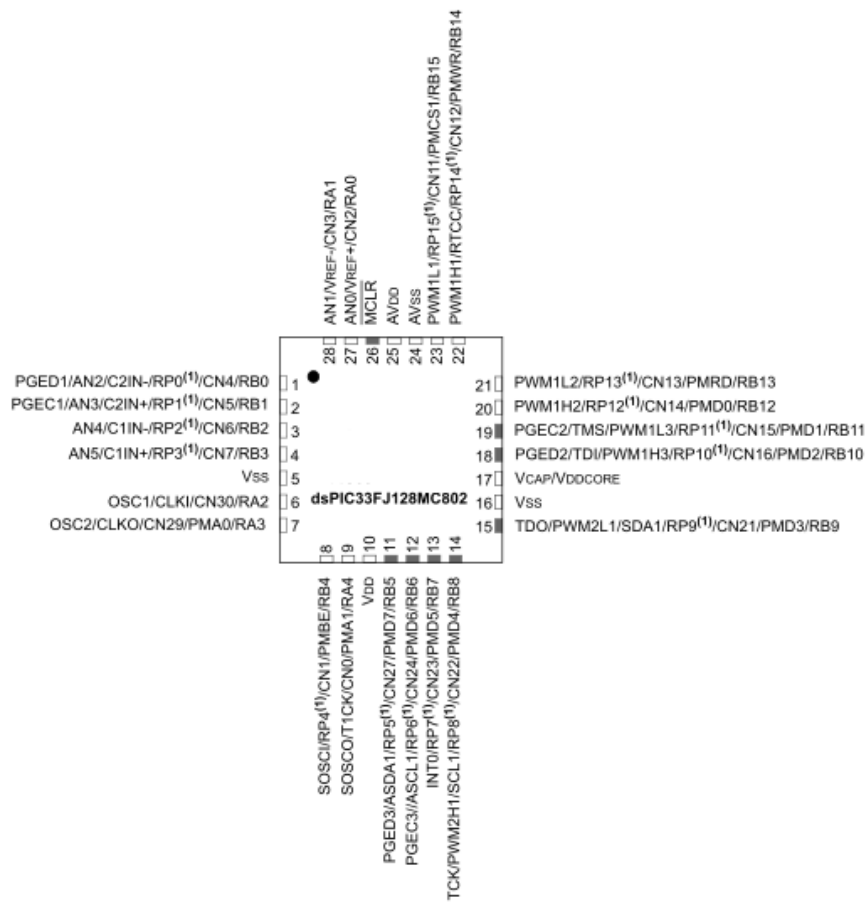 AN1/VREF-/CN3/RA1
AN0/VREF+/CN2/RA0
MCLR
AVDD
AVSS
PWM1L1/RP15(1)/CN11/PMCS1/RB15
PWM1H1/RTCC/RP14(1)/CN12/PMWR/RB14
28
27
26
25
24
23
22
PGED1/AN2/C2IN-/RP0(1)/CN4/RB0 1
PGEC1/AN3/C2IN+/RP1(1)/CN5/RB1 2
AN4/C1IN-/RP2(1)/CN6/RB2 3
AN5/C1IN+/RP3(1)/CN7/RB3 4
VSS 5
OSC1/CLKI/CN30/RA2 6
OSC2/CLKO/CN29/PMA0/RA3 7
dsPIC33FJ128MC802
21 PWM1L2/RP13(1)/CN13/PMRD/RB13
20 PWM1H2/RP12(1)/CN14/PMD0/RB12
19 PGEC2/TMS/PWM1L3/RP11(1)/CN15/PMD1/RB11
18 PGED2/TDI/PWM1H3/RP10(1)/CN16/PMD2/RB10
17 VCAP/VDDCORE
16 VSS
15 TDO/PWM2L1/SDA1/RP9(1)/CN21/PMD3/RB9
8
9
10
11
12
13
14
SOSCI/RP4(1)/CN1/PMBE/RB4
SOSCO/T1CK/CN0/PMA1/RA4
VDD
PGED3/ASDA1/RP5(1)/CN27/PMD7/RB5
PGEC3//ASCL1/RP6(1)/CN24/PMD6/RB6
INT0/RP7(1)/CN23/PMD5/RB7
TCK/PWM2H1/SCL1/RP8(1)/CN22/PMD4/RB8